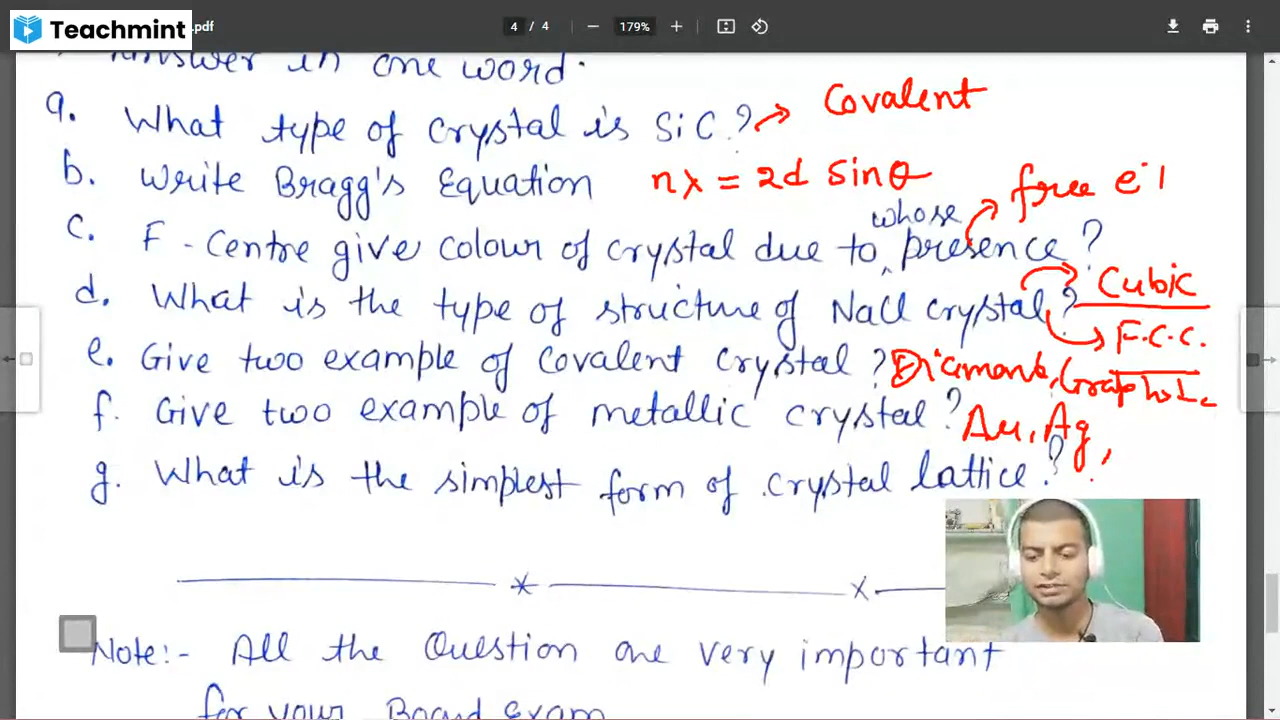 Teachmint
.pdf
4 / 4
179%
Answer in one word.
a. What type of crystal is SiC? → Covalent
b. Write Bragg's Equation nλ = 2d sinθ
free e-1
whose
c. F-Centre give colour of crystal due to, presence?
d. What is the type of structure of NaCl crystal? Cubic
F.C.C.
e. Give two example of Covalent crystal? Diamond, Graphite
f. Give two example of metallic crystal? Au, Ag,
g. What is the simplest form of crystal lattice?
Note:- All the Question are very important
for your Board exam